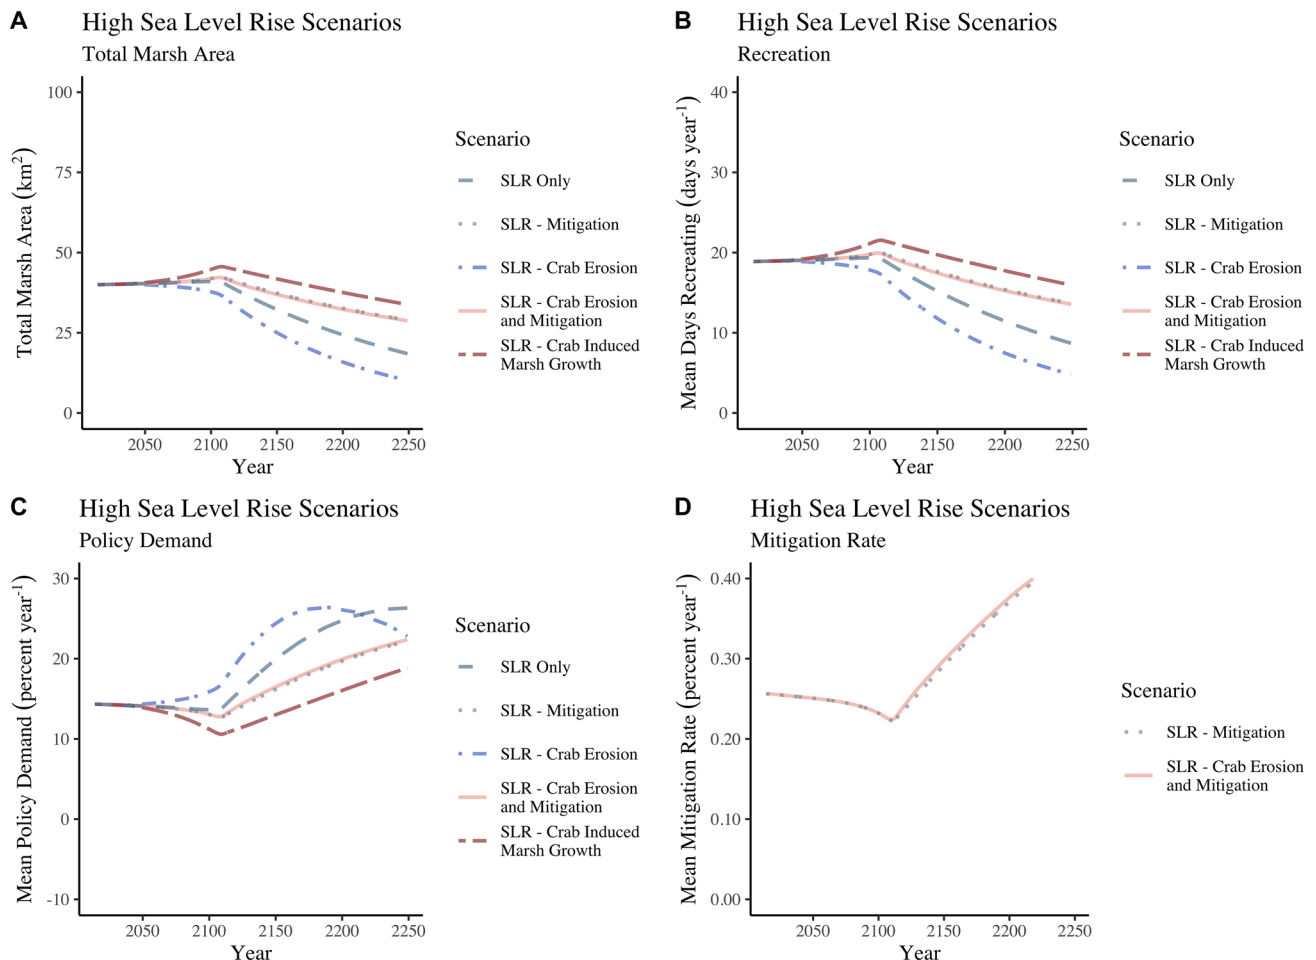 A
High Sea Level Rise Scenarios
Total Marsh Area
Total Marsh Area (km²)
100
75
50
25
0
2050 2100 2150 2200 2250
Year
Scenario
SLR Only
SLR - Mitigation
SLR - Crab Erosion
SLR - Crab Erosion
and Mitigation
SLR - Crab Induced
Marsh Growth
B
High Sea Level Rise Scenarios
Recreation
Mean Days Recreating (days year⁻¹)
40
30
20
10
0
2050 2100 2150 2200 2250
Year
Scenario
SLR Only
SLR - Mitigation
SLR - Crab Erosion
SLR - Crab Erosion
and Mitigation
SLR - Crab Induced
Marsh Growth
C
High Sea Level Rise Scenarios
Policy Demand
Mean Policy Demand (percent year⁻¹)
30
20
10
0
-10
2050 2100 2150 2200 2250
Year
Scenario
SLR Only
SLR - Mitigation
SLR - Crab Erosion
SLR - Crab Erosion
and Mitigation
SLR - Crab Induced
Marsh Growth
D
High Sea Level Rise Scenarios
Mitigation Rate
Mean Mitigation Rate (percent year⁻¹)
0.40
0.30
0.20
0.10
0.00
2050 2100 2150 2200 2250
Year
Scenario
SLR - Mitigation
SLR - Crab Erosion
and Mitigation